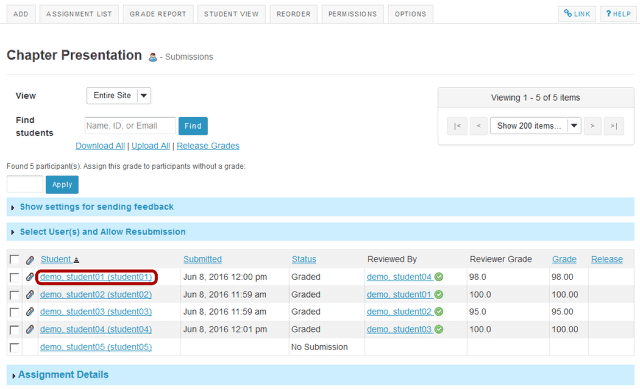 ADD ASSIGNMENT LIST GRADE REPORT STUDENT VIEW REORDER PERMISSIONS OPTIONS LINK ? HELP
Chapter Presentation - Submissions
View Entire Site
Viewing 1 - 5 of 5 items
Find students Name, ID, or Email Find
|< < Show 200 items... > >|
Download All | Upload All | Release Grades
Found 5 participant(s). Assign this grade to participants without a grade:
Apply
Show settings for sending feedback
Select User(s) and Allow Resubmission
Student Submitted Status Reviewed By Reviewer Grade Grade Release
demo, student01 (student01) Jun 8, 2016 12:00 pm Graded demo, student04 98.0 98.00
demo, student02 (student02) Jun 8, 2016 11:59 am Graded demo, student01 100.0 100.00
demo, student03 (student03) Jun 8, 2016 11:59 am Graded demo, student02 95.0 95.00
demo, student04 (student04) Jun 8, 2016 12:01 pm Graded demo, student03 100.0 100.00
demo, student05 (student05) No Submission
Assignment Details